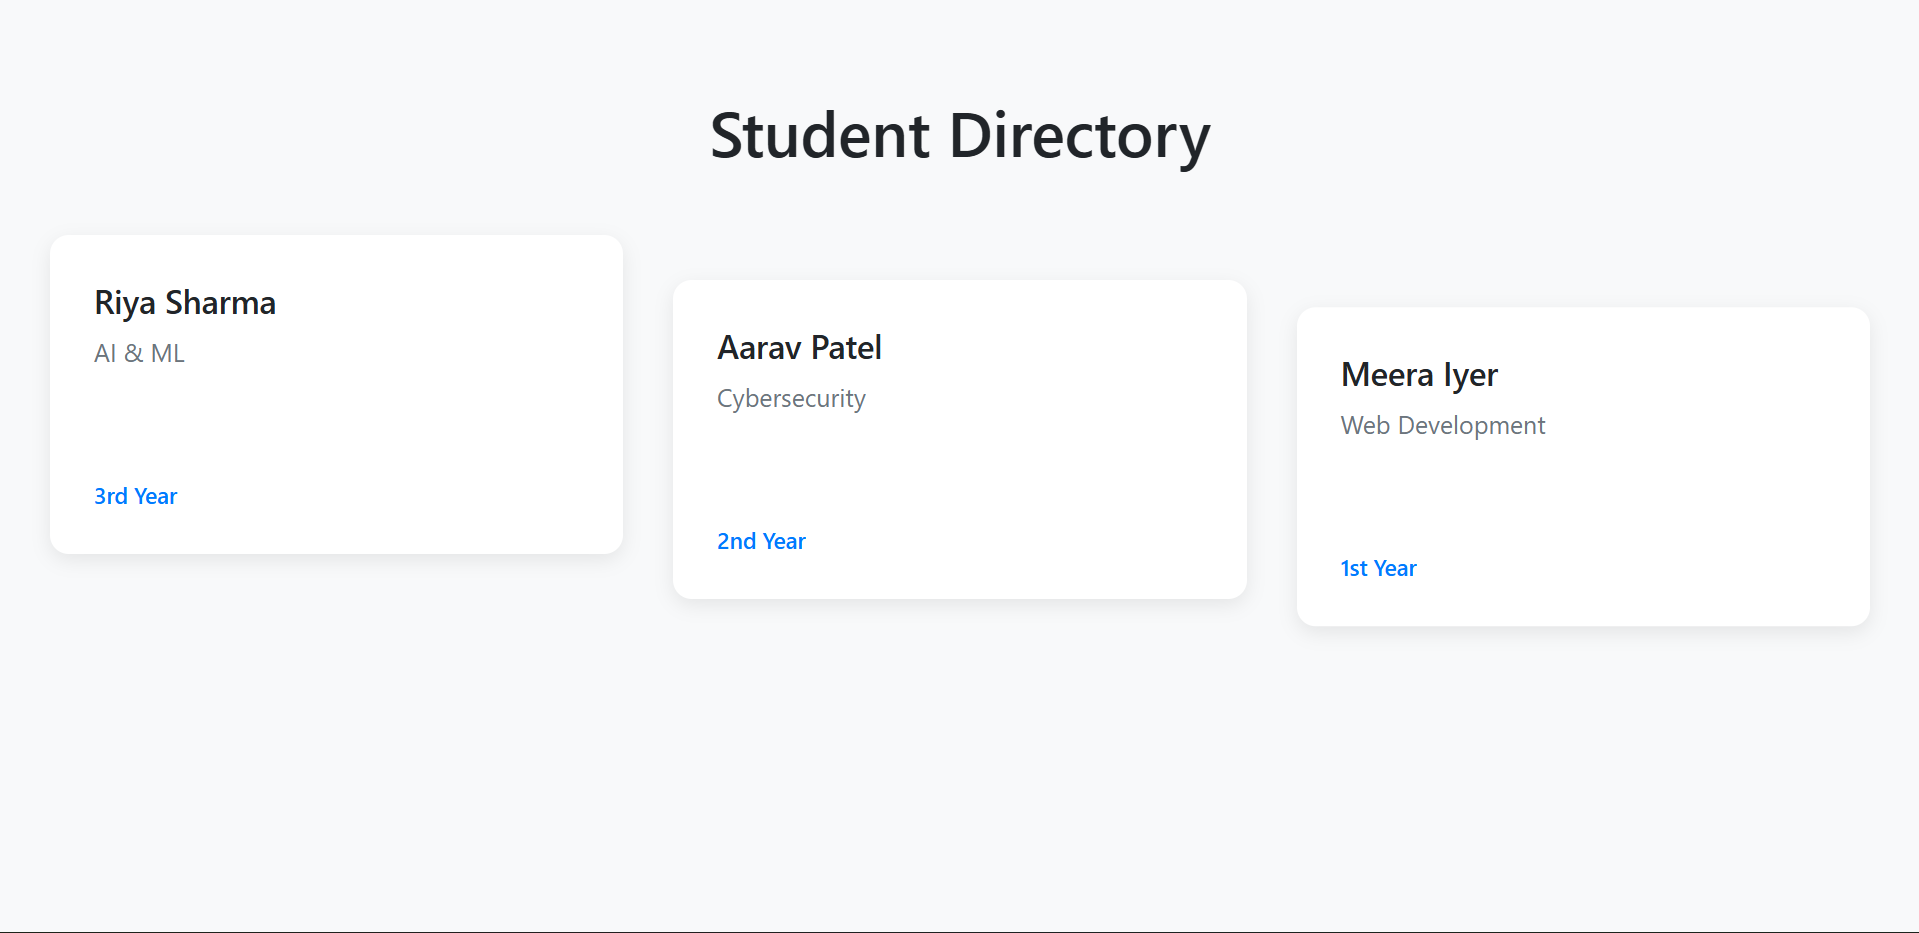 Student Directory
Riya Sharma
AI & ML
3rd Year
Aarav Patel
Cybersecurity
2nd Year
Meera Iyer
Web Development
1st Year